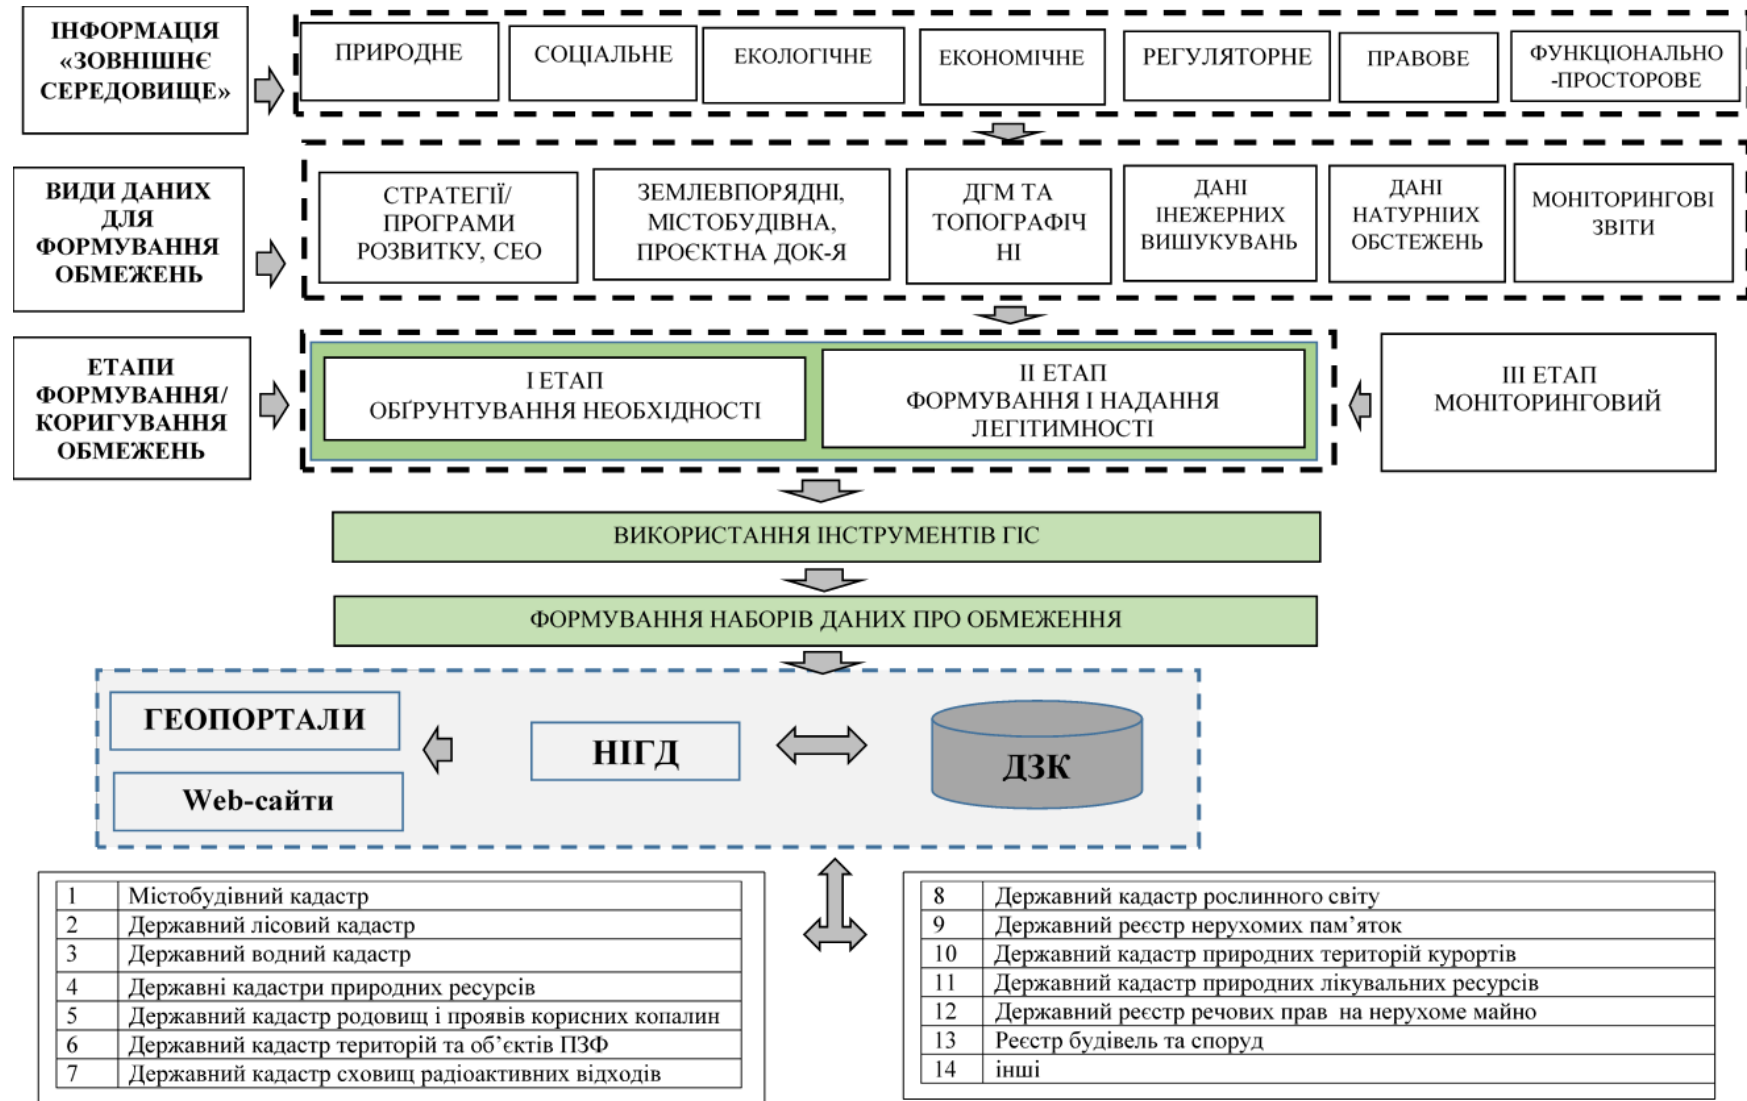 ІНФОРМАЦІЯ
«ЗОВНІШНЄ
СЕРЕДОВИЩЕ»
ПРИРОДНЕ
СОЦІАЛЬНЕ
ЕКОЛОГІЧНЕ
ЕКОНОМІЧНЕ
РЕГУЛЯТОРНЕ
ПРАВОВЕ
ФУНКЦІОНАЛЬНО
-ПРОСТОРОВЕ
ВИДИ ДАНИХ
ДЛЯ
ФОРМУВАННЯ
ОБМЕЖЕНЬ
СТРАТЕГІЇ/
ПРОГРАМИ
РОЗВИТКУ, СЕО
ЗЕМЛЕВПОРЯДНІ,
МІСТОБУДІВНА,
ПРОЄКТНА ДОК-Я
ДГМ ТА
ТОПОГРАФІЧ
НІ
ДАНІ
ІНЕЖЕРНИХ
ВИШУКУВАНЬ
ДАНІ
НАТУРНІИХ
ОБСТЕЖЕНЬ
МОНІТОРИНГОВІ
ЗВІТИ
ЕТАПИ
ФОРМУВАННЯ/
КОРИГУВАННЯ
ОБМЕЖЕНЬ
І ЕТАП
ОБҐРУНТУВАННЯ НЕОБХІДНОСТІ
ІІ ЕТАП
ФОРМУВАННЯ І НАДАННЯ
ЛЕГІТИМНОСТІ
ІІІ ЕТАП
МОНІТОРИНГОВИЙ
ВИКОРИСТАННЯ ІНСТРУМЕНТІВ ГІС
ФОРМУВАННЯ НАБОРІВ ДАНИХ ПРО ОБМЕЖЕННЯ
ГЕОПОРТАЛИ
Web-сайти
НІГД
ДЗК
1 Містобудівний кадастр
2 Державний лісовий кадастр
3 Державний водний кадастр
4 Державні кадастри природних ресурсів
5 Державний кадастр родовищ і проявів корисних копалин
6 Державний кадастр територій та об’єктів ПЗФ
7 Державний кадастр сховищ радіоактивних відходів
8 Державний кадастр рослинного світу
9 Державний реєстр нерухомих пам’яток
10 Державний кадастр природних територій курортів
11 Державний кадастр природних лікувальних ресурсів
12 Державний реєстр речових прав на нерухоме майно
13 Реєстр будівель та споруд
14 інші